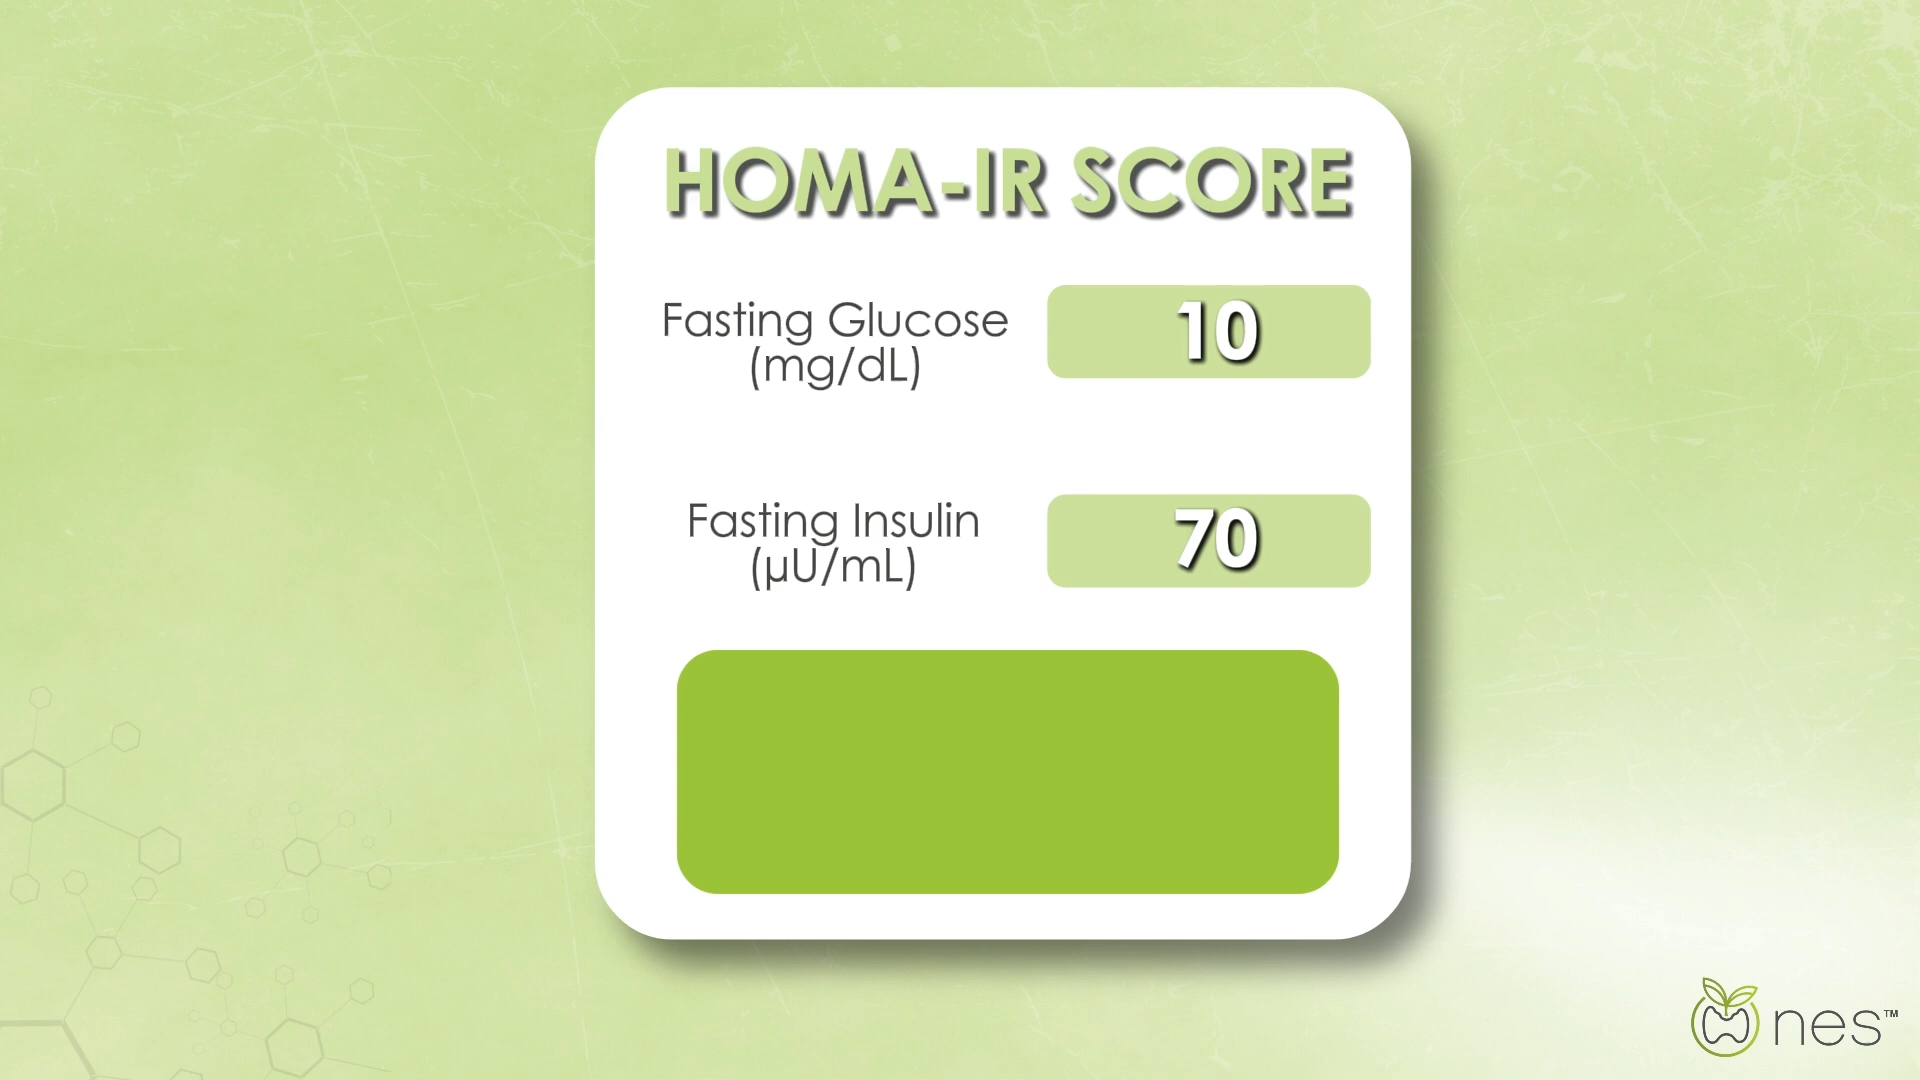 HOMA-IR SCORE
Fasting Glucose
(mg/dL)
10
Fasting Insulin
(µU/mL)
70
nes™